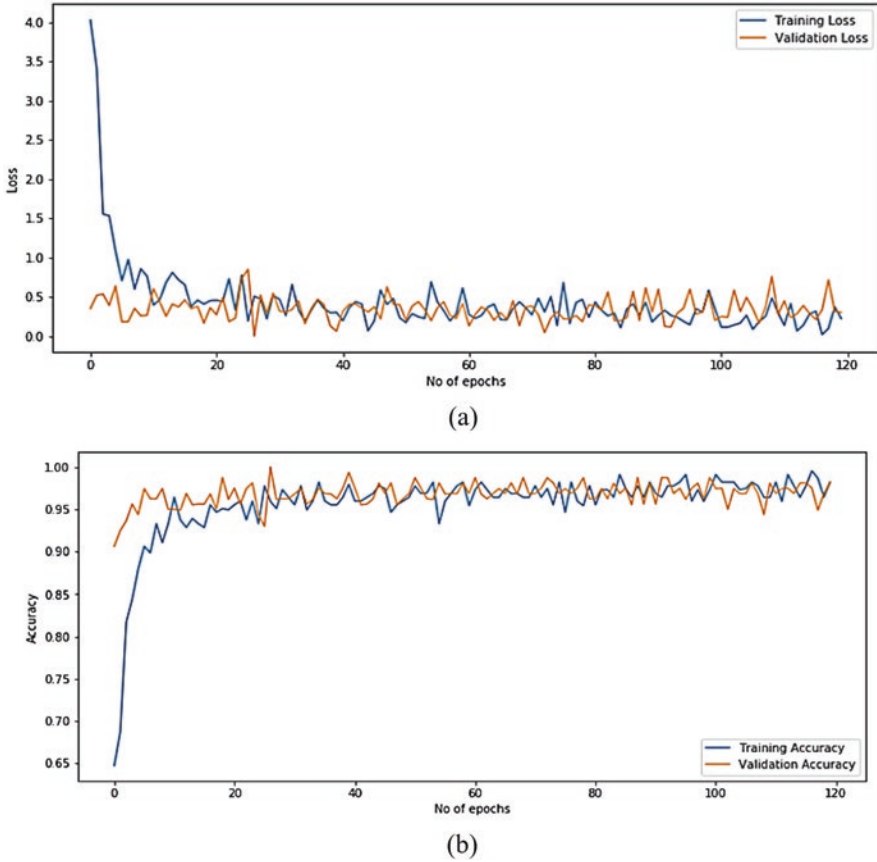 4.0
3.5
3.0
2.5
2.0
1.5
1.0
0.5
0.0
Loss
Training Loss
Validation Loss
0 20 40 60 80 100 120
No of epochs
(a)
1.00
0.95
0.90
0.85
0.80
0.75
0.70
0.65
Accuracy
Training Accuracy
Validation Accuracy
0 20 40 60 80 100 120
No of epochs
(b)